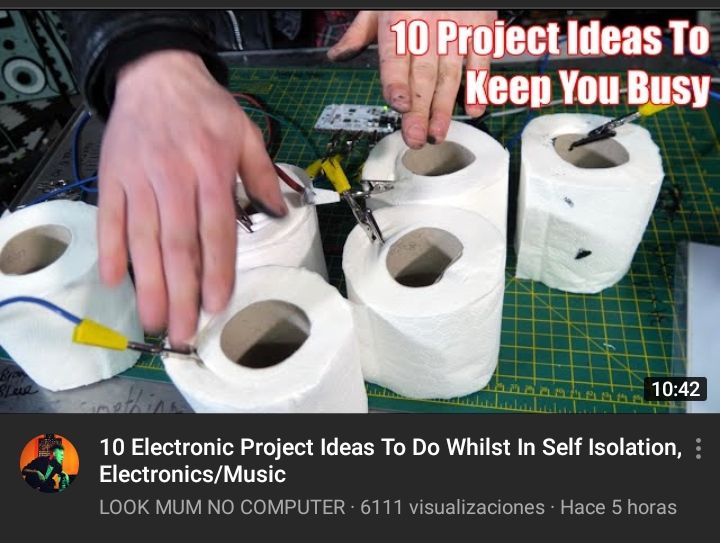 10 Project Ideas To
Keep You Busy
10:42
10 Electronic Project Ideas To Do Whilst In Self Isolation,
Electronics/Music
LOOK MUM NO COMPUTER · 6111 visualizaciones · Hace 5 horas